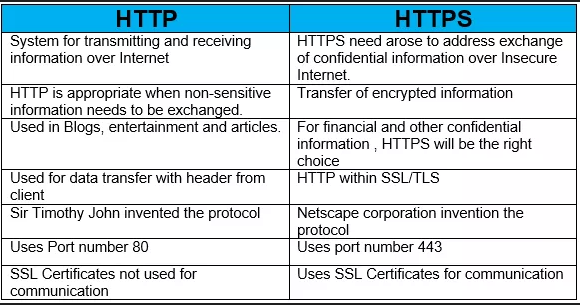 HTTP HTTPS
System for transmitting and receiving
information over Internet
HTTPS need arose to address exchange
of confidential information over Insecure
Internet.
HTTP is appropriate when non-sensitive
information needs to be exchanged.
Transfer of encrypted information
Used in Blogs, entertainment and articles.
For financial and other confidential
information , HTTPS will be the right
choice
Used for data transfer with header from
client
HTTP within SSL/TLS
Sir Timothy John invented the protocol
Netscape corporation invention the
protocol
Uses Port number 80
Uses port number 443
SSL Certificates not used for
communication
Uses SSL Certificates for communication